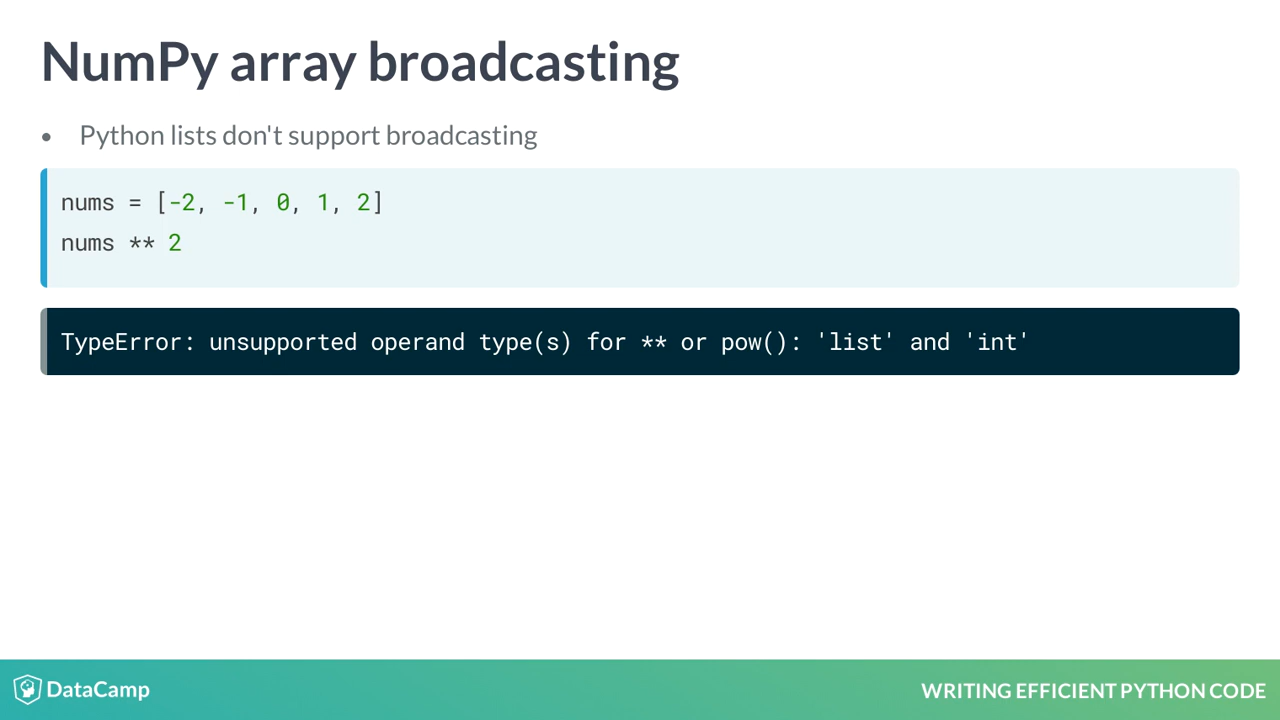 NumPy array broadcasting
• Python lists don't support broadcasting
nums = [-2, -1, 0, 1, 2]
nums ** 2
TypeError: unsupported operand type(s) for ** or pow(): 'list' and 'int'
DataCamp
WRITING EFFICIENT PYTHON CODE